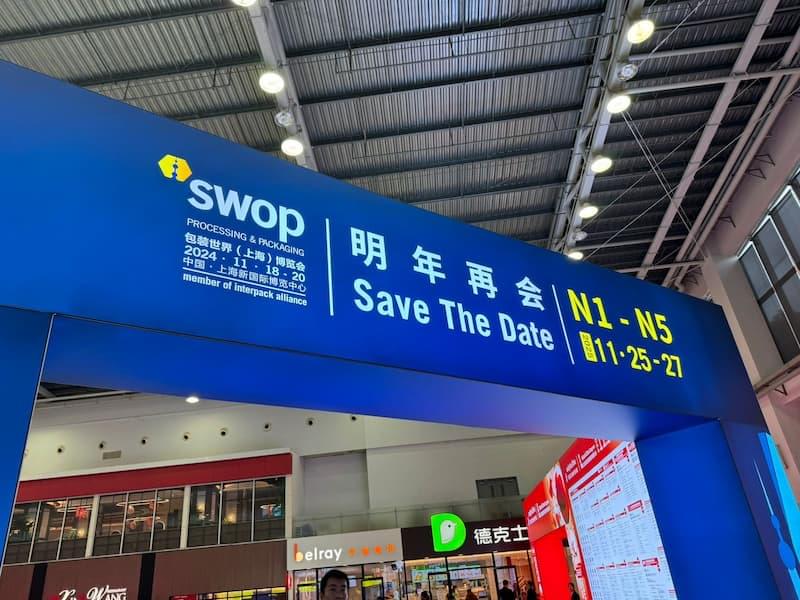 swop
PROCESSING & PACKAGING
包装世界（上海）博览会
2024 · 11 · 18-20
中国 · 上海新国际博览中心
member of interpack alliance
明年再会
Save The Date
N1 - N5
2025
11·25-27
belray
德克士
WANG